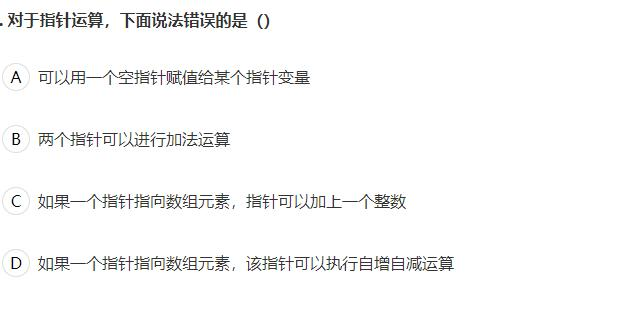 . 对于指针运算，下面说法错误的是（）
A 可以用一个空指针赋值给某个指针变量
B 两个指针可以进行加法运算
C 如果一个指针指向数组元素，指针可以加上一个整数
D 如果一个指针指向数组元素，该指针可以执行自增自减运算